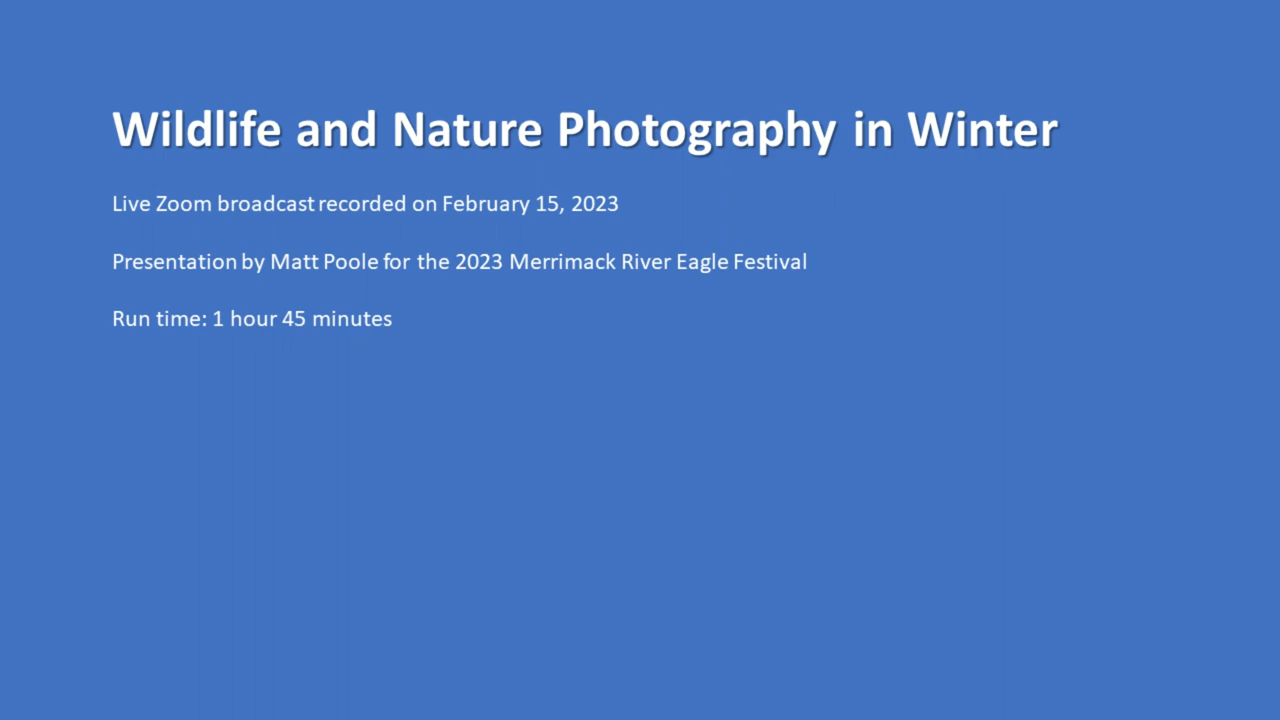 Wildlife and Nature Photography in Winter
Live Zoom broadcast recorded on February 15, 2023
Presentation by Matt Poole for the 2023 Merrimack River Eagle Festival
Run time: 1 hour 45 minutes